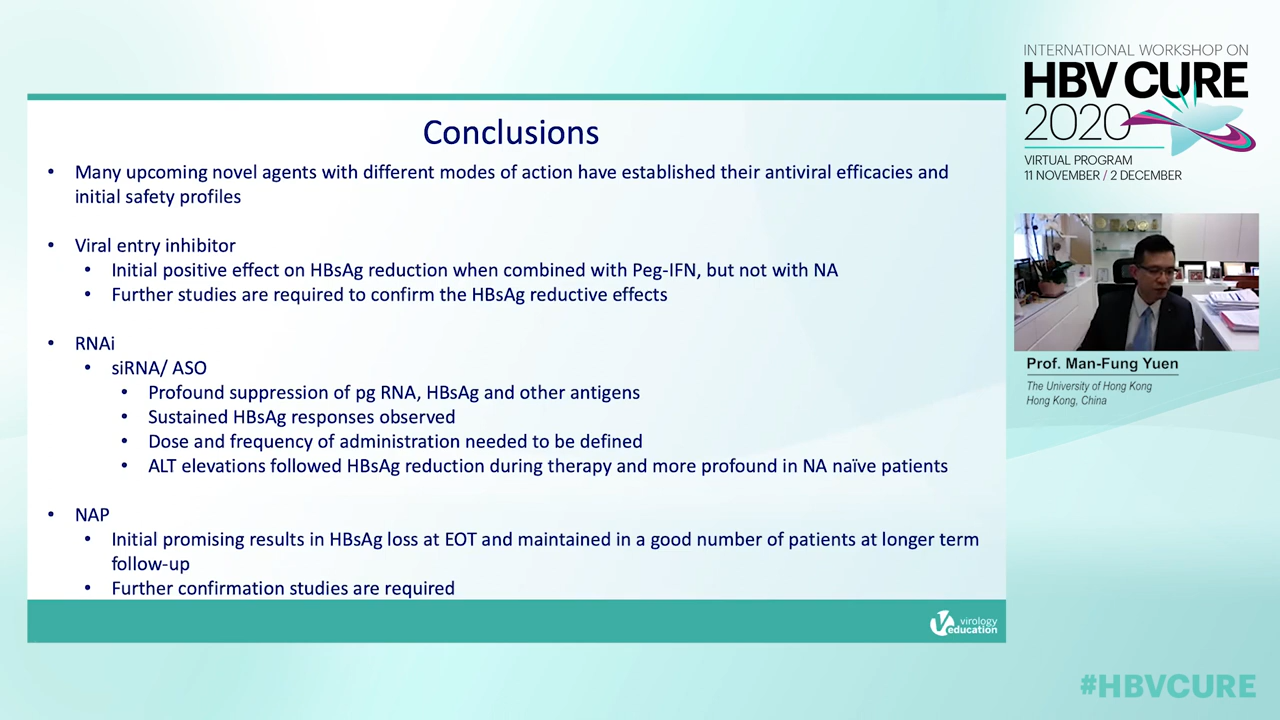 Conclusions
• Many upcoming novel agents with different modes of action have established their antiviral efficacies and
initial safety profiles
• Viral entry inhibitor
• Initial positive effect on HBsAg reduction when combined with Peg-IFN, but not with NA
• Further studies are required to confirm the HBsAg reductive effects
• RNAi
• siRNA/ ASO
• Profound suppression of pg RNA, HBsAg and other antigens
• Sustained HBsAg responses observed
• Dose and frequency of administration needed to be defined
• ALT elevations followed HBsAg reduction during therapy and more profound in NA naïve patients
• NAP
• Initial promising results in HBsAg loss at EOT and maintained in a good number of patients at longer term
follow-up
• Further confirmation studies are required
virology
education
INTERNATIONAL WORKSHOP ON
HBV CURE
2020
VIRTUAL PROGRAM
11 NOVEMBER / 2 DECEMBER
Prof. Man-Fung Yuen
The University of Hong Kong
Hong Kong, China
#HBVCURE